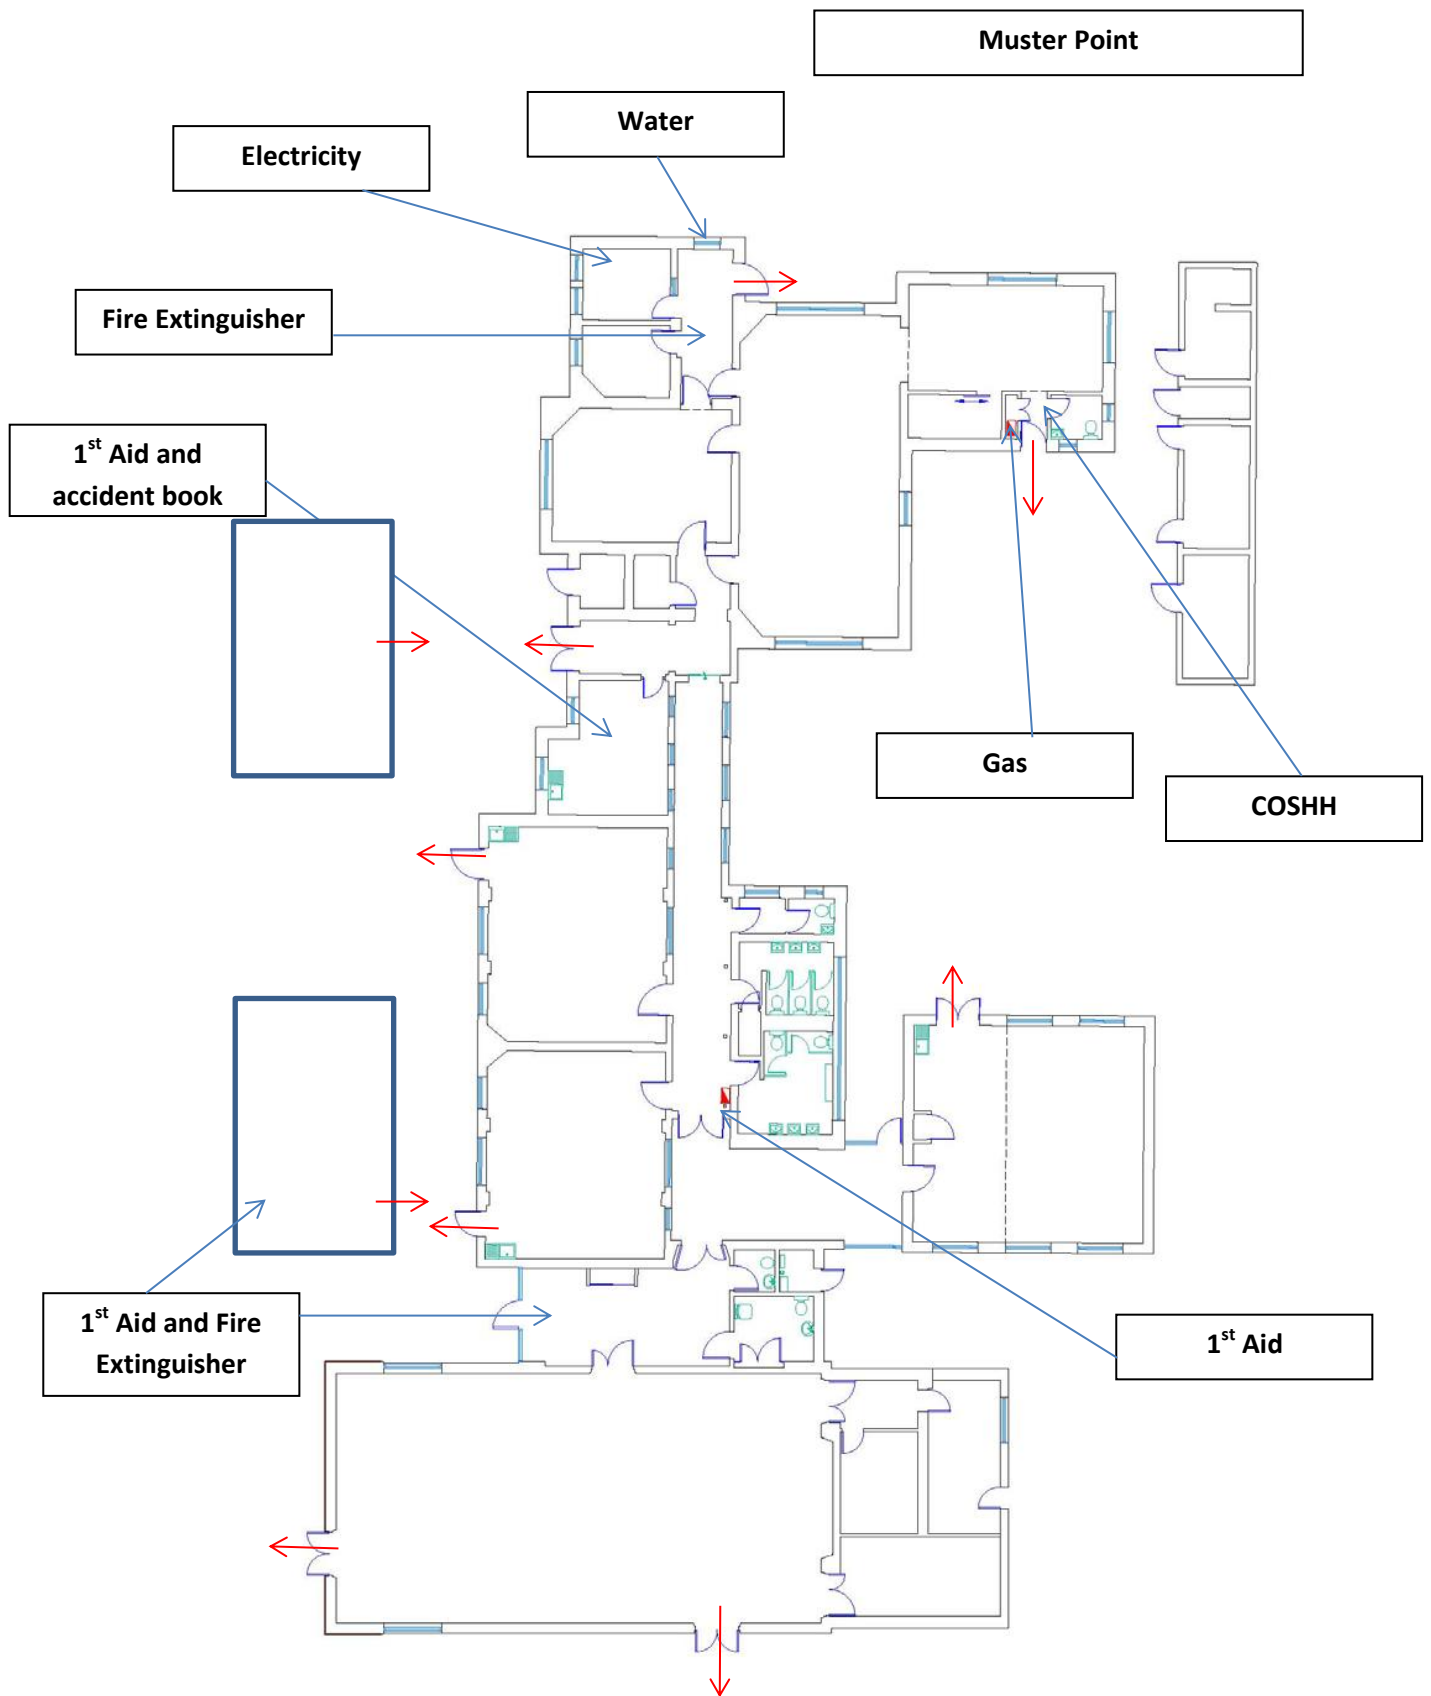 Muster Point
Water
Electricity
Fire Extinguisher
1st Aid and
accident book
Gas
COSHH
1st Aid and Fire
Extinguisher
1st Aid